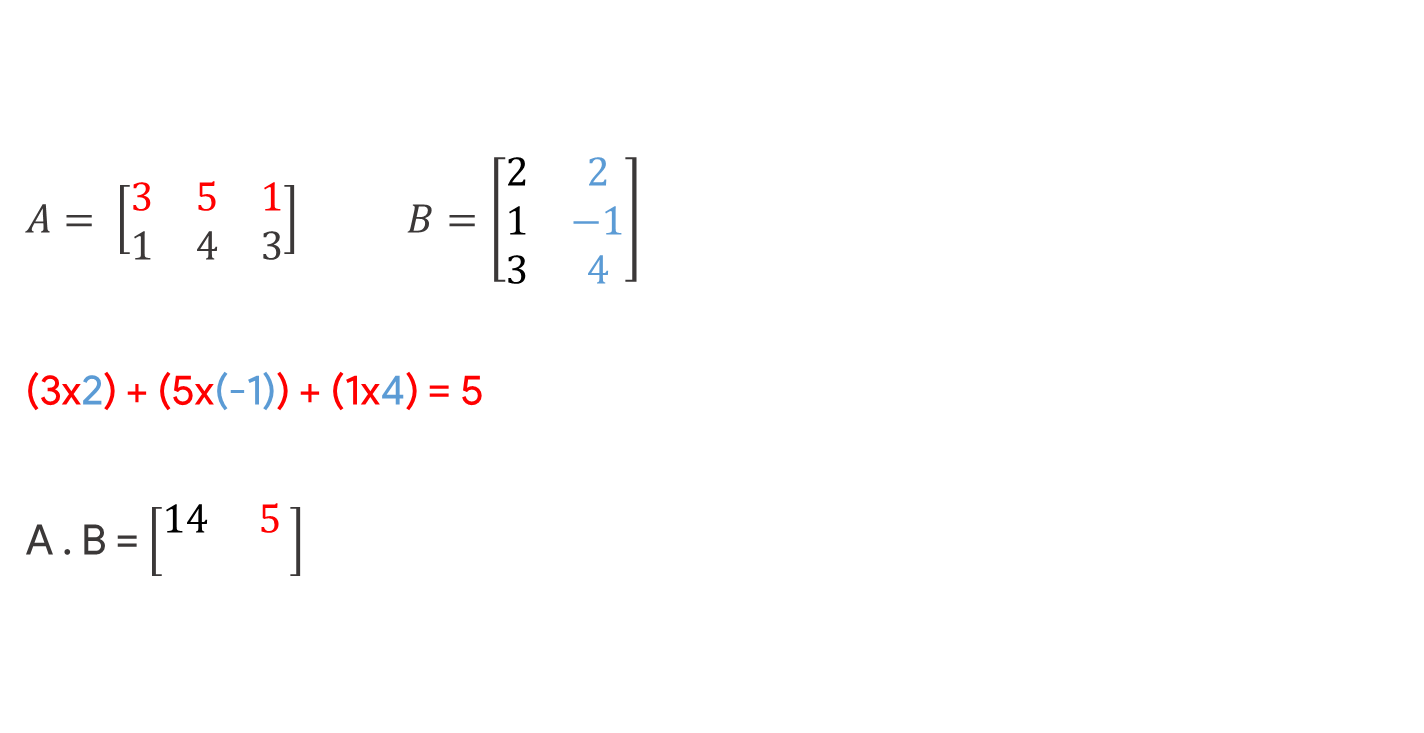 A = [3 5 1
1 4 3]
B = [2 2
1 −1
3 4]
(3x2) + (5x(-1)) + (1x4) = 5
A . B = [14 5]